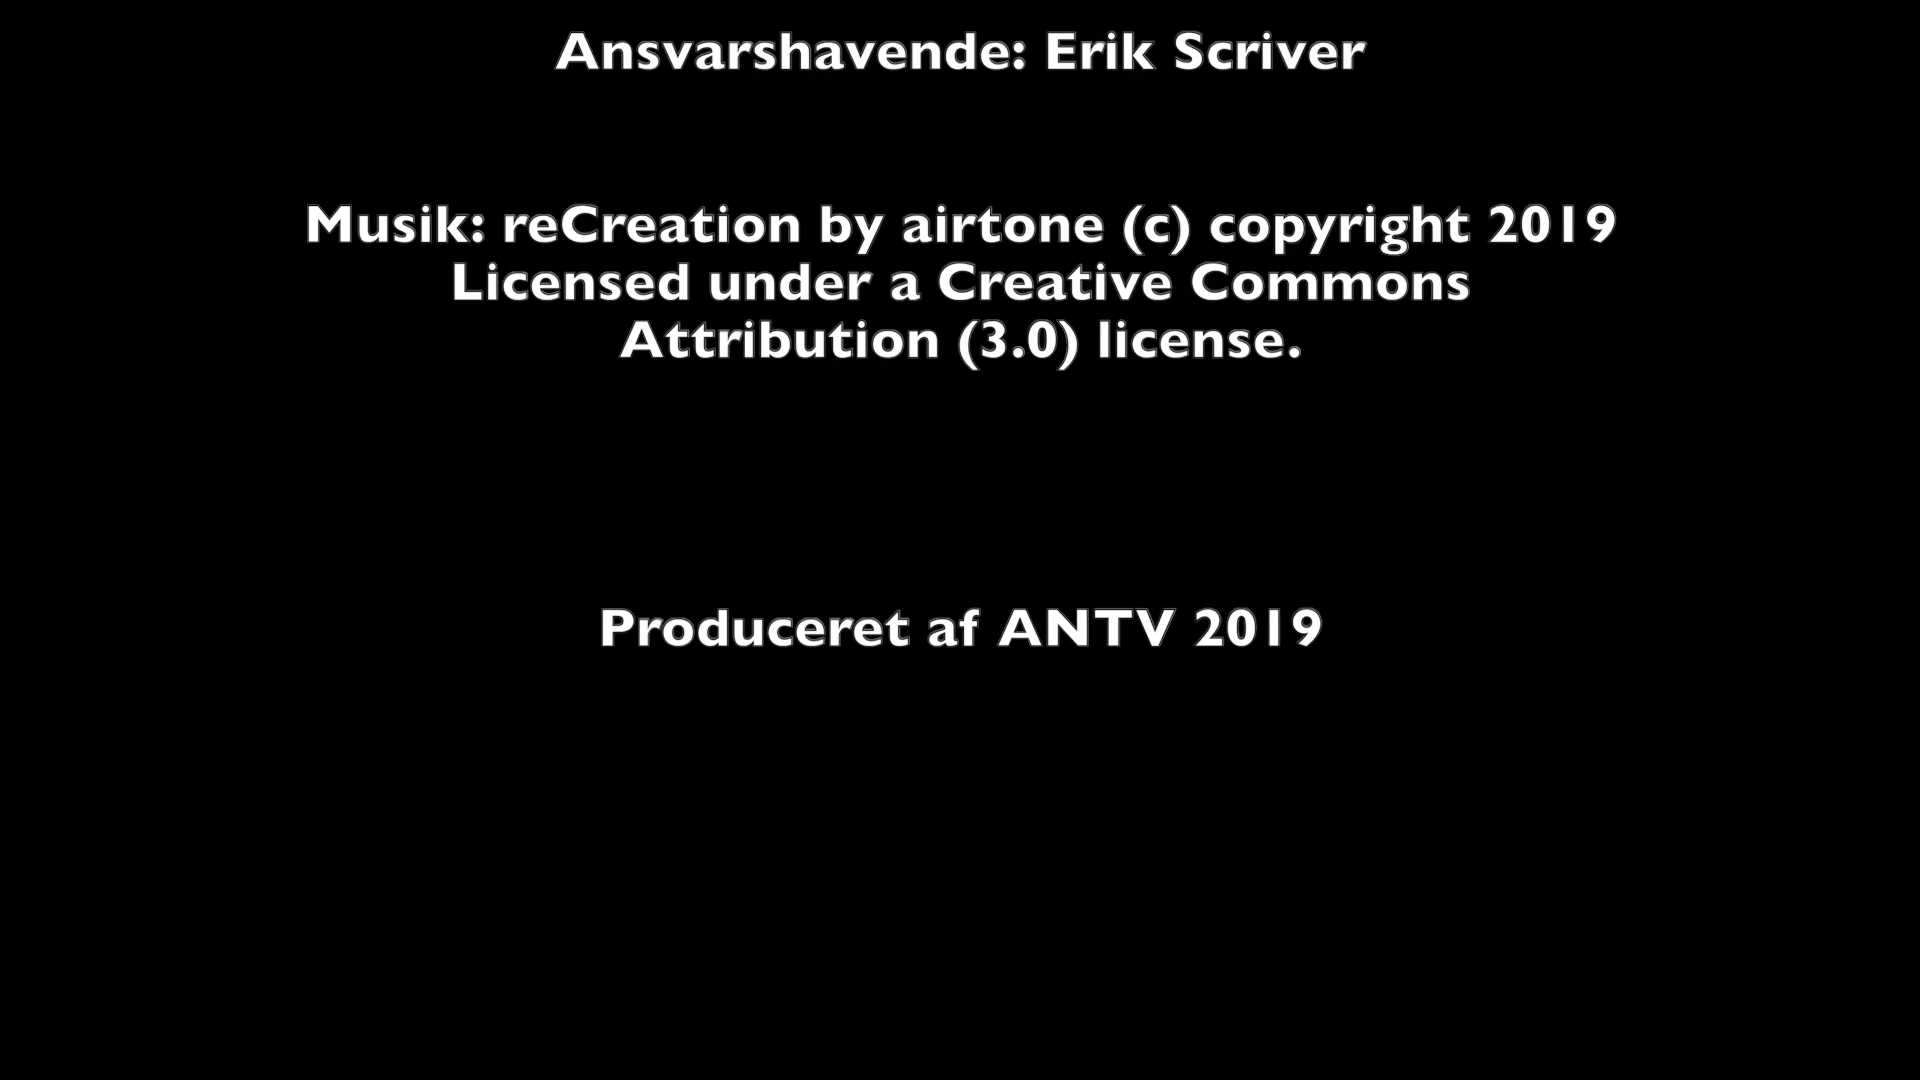 Ansvarshavende: Erik Scriver
Musik: reCreation by airtone (c) copyright 2019
Licensed under a Creative Commons
Attribution (3.0) license.
Produceret af ANTV 2019